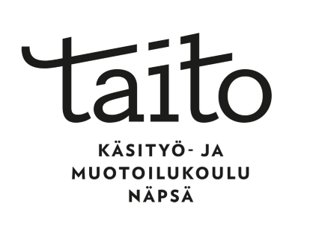 taito
KÄSITYÖ- JA
MUOTOILUKOULU
NÄPSÄ